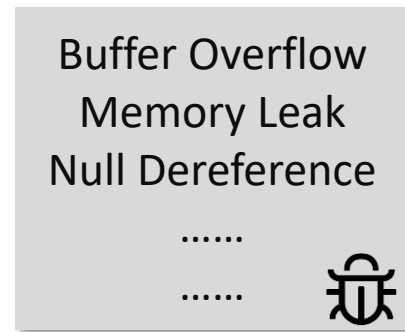 Buffer Overflow
Memory Leak
Null Dereference
......
......